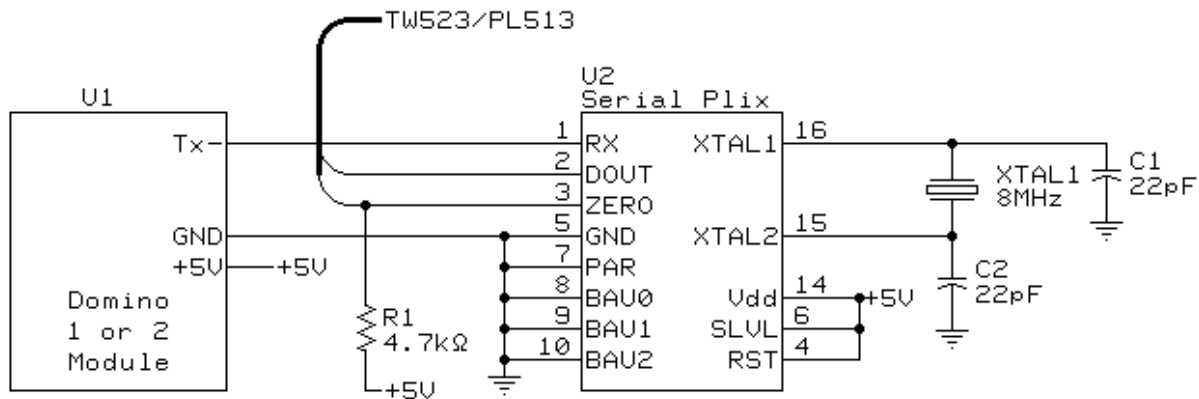 TW523/PL513
U1
Tx-
GND
+5V
+5V
Domino
1 or 2
Module
R1
4.7kΩ
+5V
U2
Serial Plix
1 RX
2 DOUT
3 ZERO
5 GND
7 PAR
8 BAU0
9 BAU1
10 BAU2
XTAL1 16
XTAL2 15
Vdd 14
SLVL 6
RST 4
+5V
XTAL1
8MHz
C1
22pF
C2
22pF